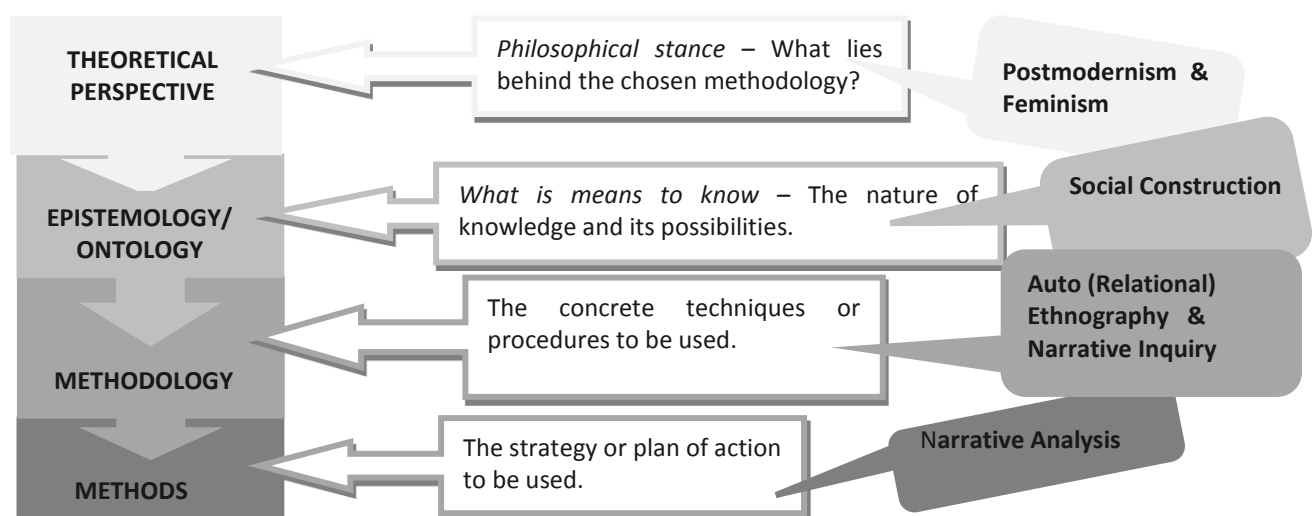 THEORETICAL
PERSPECTIVE
Philosophical stance – What lies
behind the chosen methodology?
Postmodernism &
Feminism
EPISTEMOLOGY/
ONTOLOGY
What is means to know – The nature of
knowledge and its possibilities.
Social Construction
METHODOLOGY
The concrete techniques or
procedures to be used.
Auto (Relational)
Ethnography &
Narrative Inquiry
METHODS
The strategy or plan of action
to be used.
Narrative Analysis